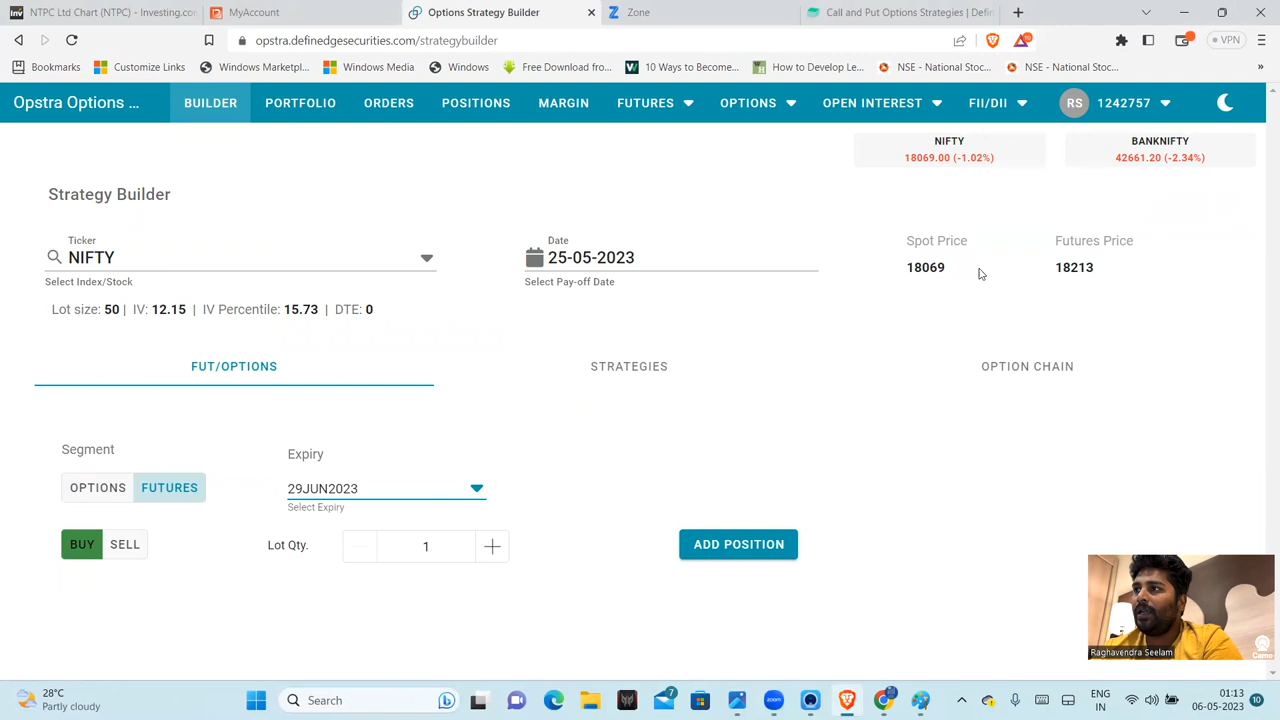 NTPC Ltd Chart (NTPC) - Investing.co
MyAccount
Options Strategy Builder
Zone
Call and Put Options Strategies | Defin
opstra.definedgesecurities.com/strategybuilder
VPN
Bookmarks Customize Links Windows Marketpl... Windows Media Windows Free Download fro... 10 Ways to Become... How to Develop Le... NSE - National Stoc... NSE - National Stoc...
Opstra Options ... BUILDER PORTFOLIO ORDERS POSITIONS MARGIN FUTURES OPTIONS OPEN INTEREST FII/DII RS 1242757
NIFTY BANKNIFTY
18069.00 (-1.02%) 42661.20 (-2.34%)
Strategy Builder
Ticker Date Spot Price Futures Price
NIFTY 25-05-2023 18069 18213
Select Index/Stock Select Pay-off Date
Lot size: 50 | IV: 12.15 | IV Percentile: 15.73 | DTE: 0
FUT/OPTIONS STRATEGIES OPTION CHAIN
Segment Expiry
OPTIONS FUTURES 29JUN2023
Select Expiry
BUY SELL Lot Qty. 1 ADD POSITION
Raghavendra Seelam
28°C
Partly cloudy
Search
7
ENG
IN
01:13
06-05-2023
10